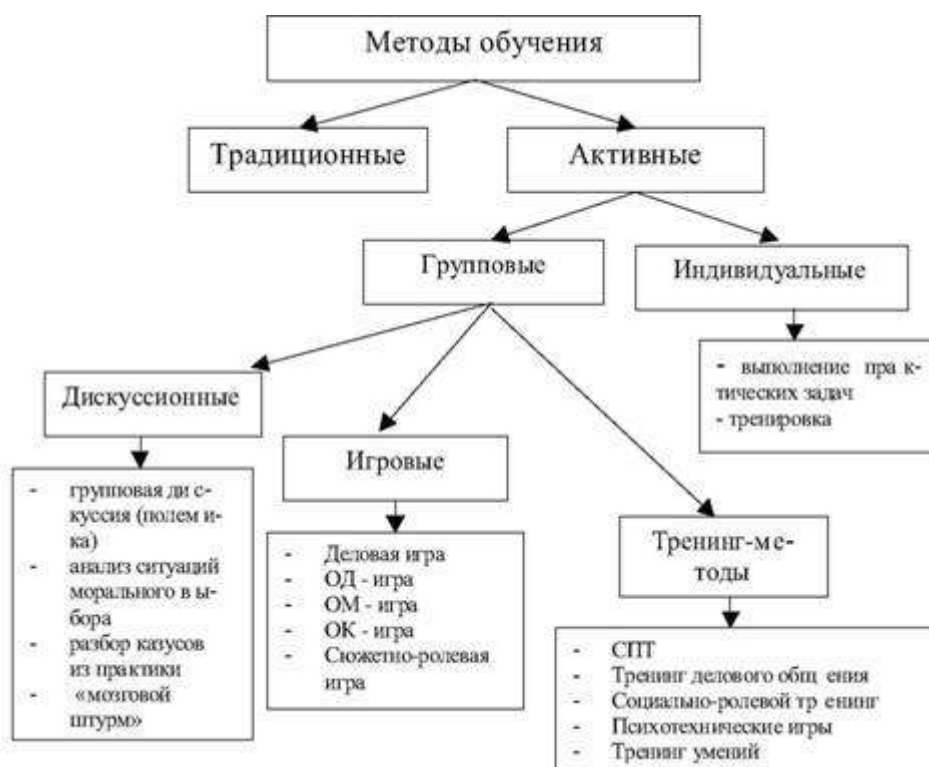 Методы обучения
Традиционные
Активные
Групповые
Индивидуальные
- выполнение пра к-
тических задач
- тренировка
Дискуссионные
- групповая ди с-
куссия (полем и-
ка)
- анализ ситуаций
морального в ы-
бора
- разбор казусов
из практики
- «мозговой
штурм»
Игровые
- Деловая игра
- ОД - игра
- ОМ - игра
- ОК - игра
- Сюжетно-ролевая
игра
Тренинг-ме-
тоды
- СПТ
- Тренинг делового общ ения
- Социально-ролевой тр енинг
- Психотехнические игры
- Тренинг умений